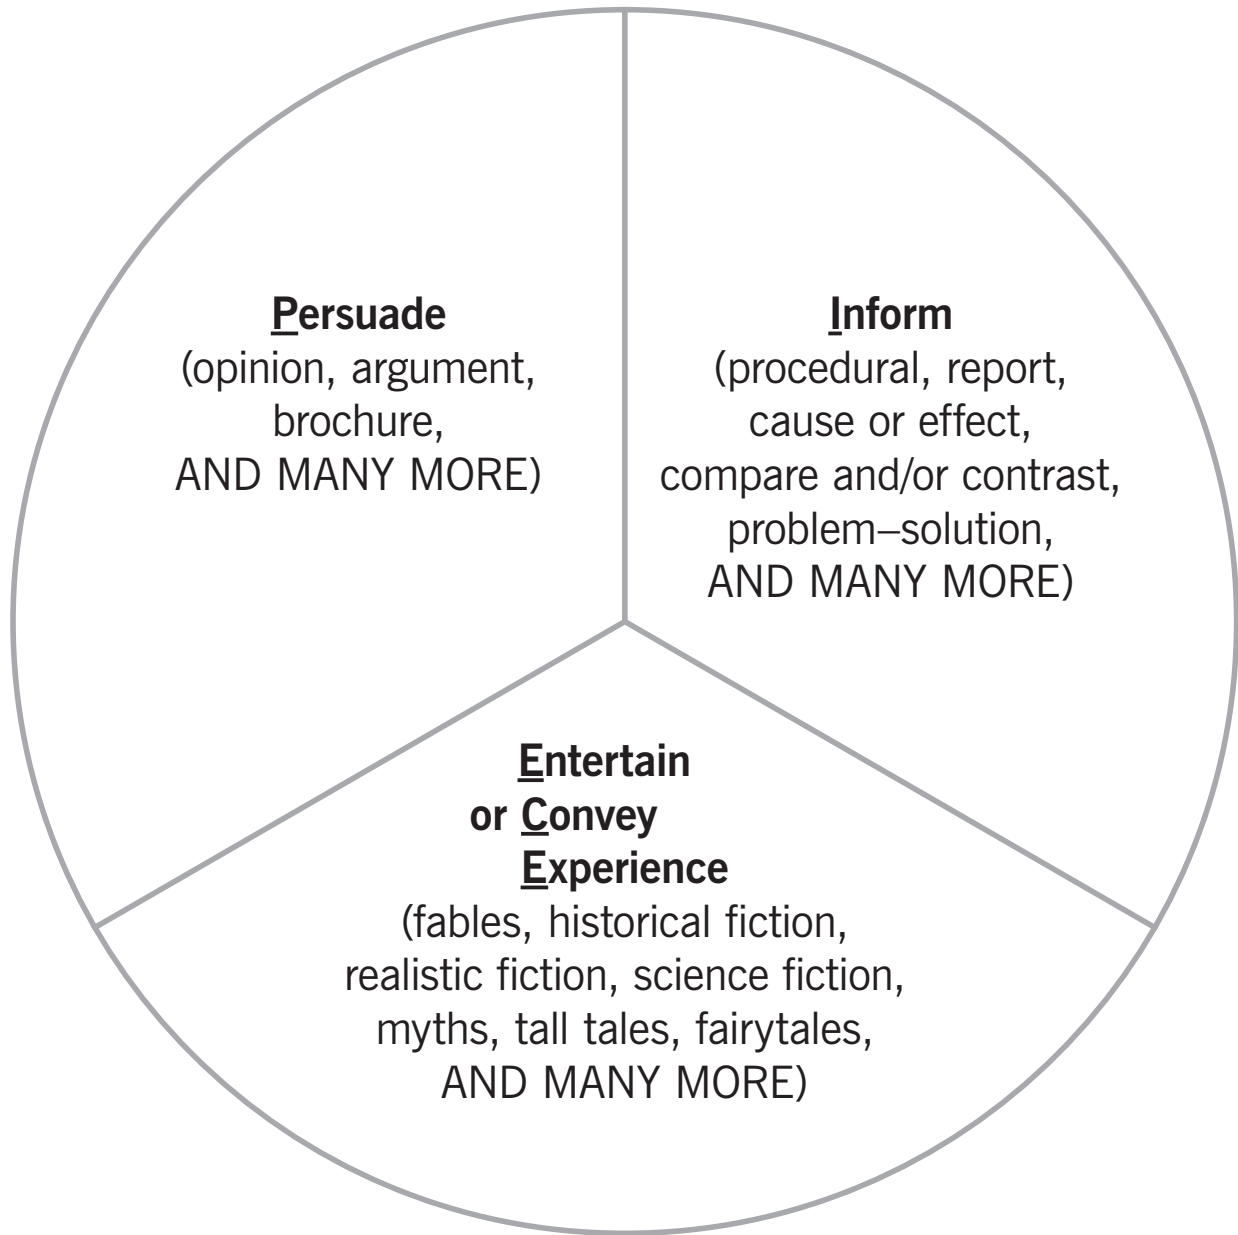 Persuade
(opinion, argument,
brochure,
AND MANY MORE)
Inform
(procedural, report,
cause or effect,
compare and/or contrast,
problem–solution,
AND MANY MORE)
Entertain
or Convey
Experience
(fables, historical fiction,
realistic fiction, science fiction,
myths, tall tales, fairytales,
AND MANY MORE)